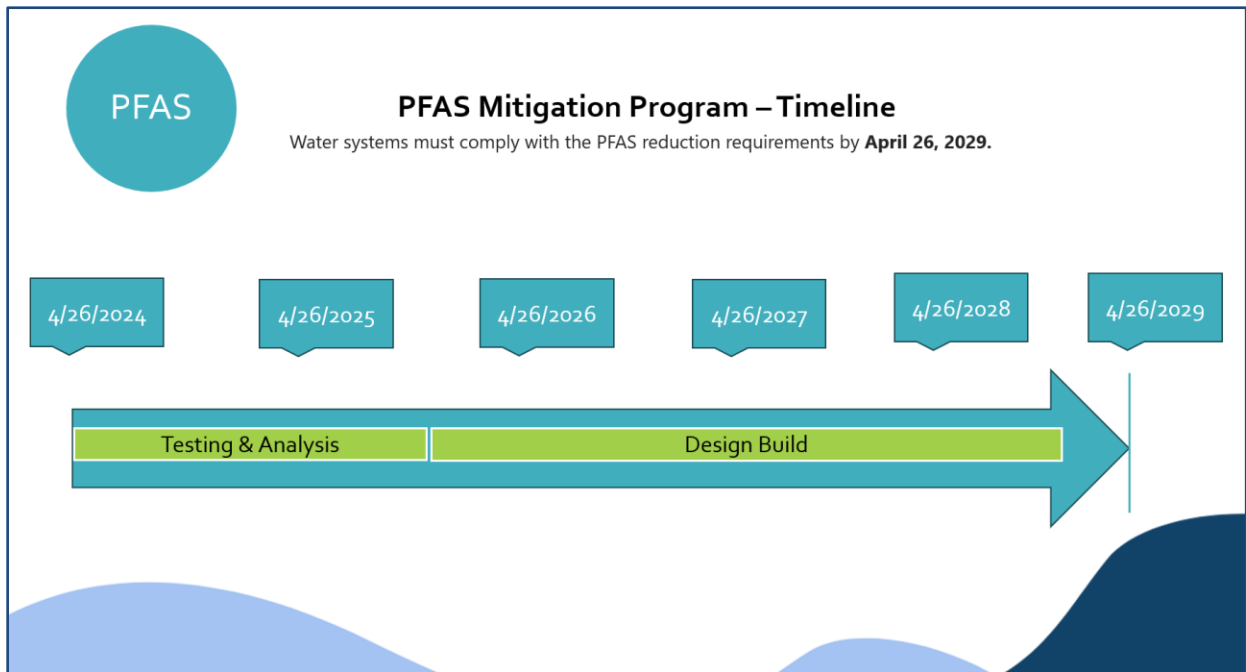 PFAS
PFAS Mitigation Program – Timeline
Water systems must comply with the PFAS reduction requirements by April 26, 2029.
4/26/2024
4/26/2025
4/26/2026
4/26/2027
4/26/2028
4/26/2029
Testing & Analysis
Design Build